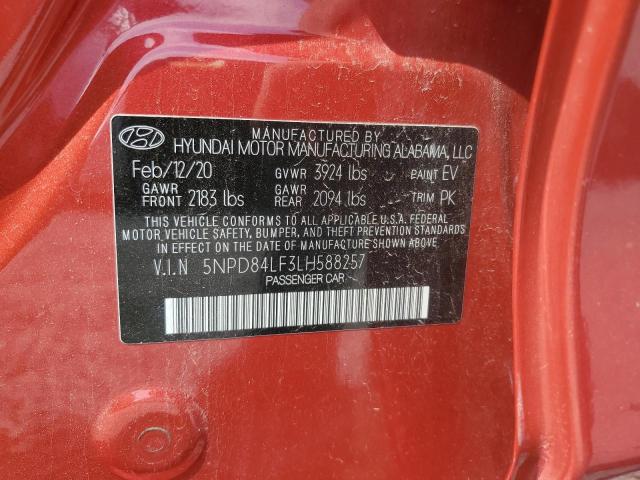 MANUFACTURED BY
HYUNDAI MOTOR MANUFACTURING ALABAMA, LLC
Feb/12/20 GVWR 3924 lbs PAINT EV
GAWR FRONT 2183 lbs GAWR REAR 2094 lbs TRIM PK
THIS VEHICLE CONFORMS TO ALL APPLICABLE U.S.A. FEDERAL
MOTOR VEHICLE SAFETY, BUMPER, AND THEFT PREVENTION STANDARDS
IN EFFECT ON THE DATE OF MANUFACTURE SHOWN ABOVE.
V.I.N 5NPD84LF3LH588257
PASSENGER CAR